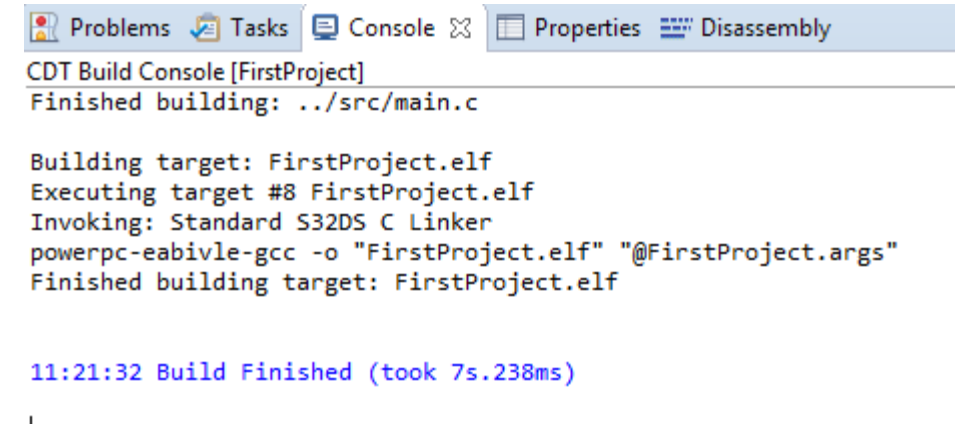 Problems Tasks Console Properties Disassembly
CDT Build Console [FirstProject]
Finished building: ../src/main.c
Building target: FirstProject.elf
Executing target #8 FirstProject.elf
Invoking: Standard S32DS C Linker
powerpc-eabivle-gcc -o "FirstProject.elf" "@FirstProject.args"
Finished building target: FirstProject.elf
11:21:32 Build Finished (took 7s.238ms)